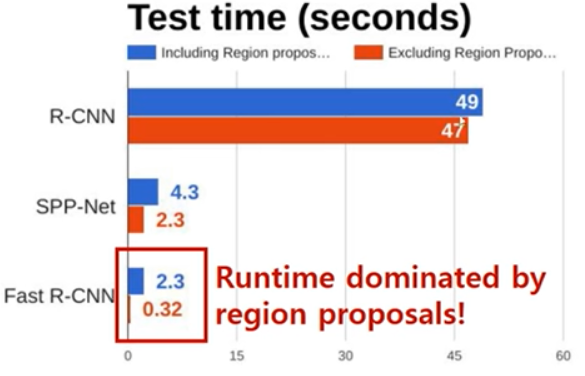 Test time (seconds)
Including Region propos... Excluding Region Propo...
R-CNN 49
47
SPP-Net 4.3
2.3
Fast R-CNN 2.3
0.32
Runtime dominated by
region proposals!
0 15 30 45 60